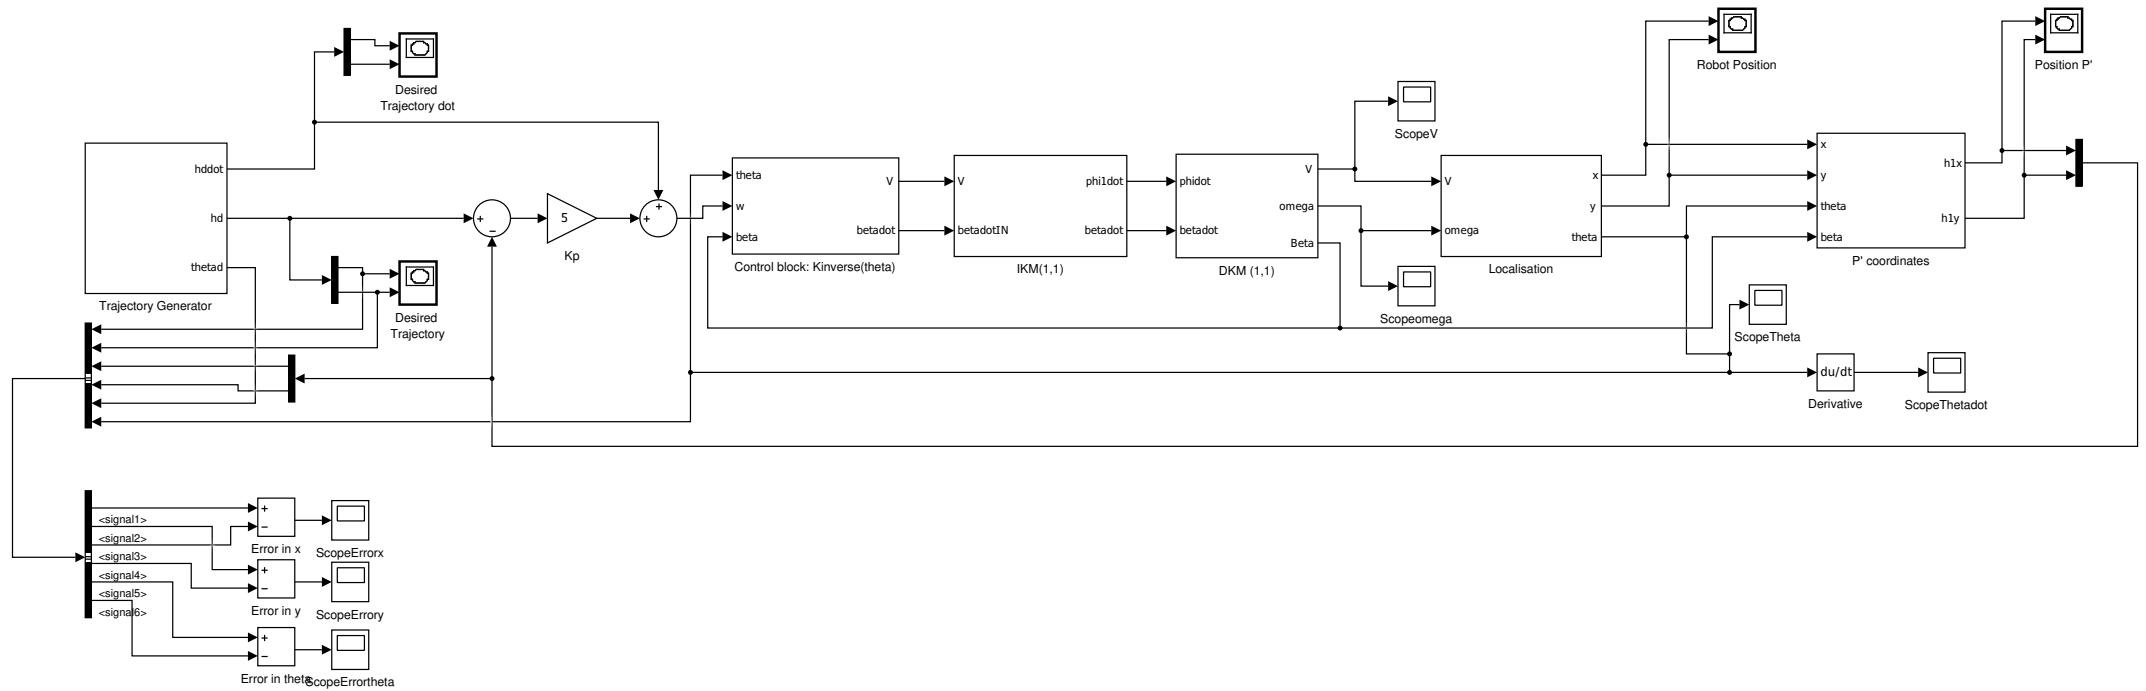 Desired
Trajectory dot
hddot
hd
thetad
Trajectory Generator
Desired
Trajectory
+
−
5
Kp
+
+
theta
w
beta
V
betadot
Control block: Kinverse(theta)
V
betadotIN
phi1dot
betadot
IKM(1,1)
phidot
betadot
V
omega
Beta
DKM (1,1)
ScopeV
Scopeomega
V
omega
x
y
theta
Localisation
Robot Position
x
y
theta
beta
h1x
h1y
P' coordinates
Position P'
ScopeTheta
du/dt
Derivative
ScopeThetadot
<signal1>
<signal2>
<signal3>
<signal4>
<signal5>
<signal6>
+
−
Error in x
ScopeErrorx
+
−
Error in y
ScopeErrory
+
−
Error in theta
ScopeErrortheta